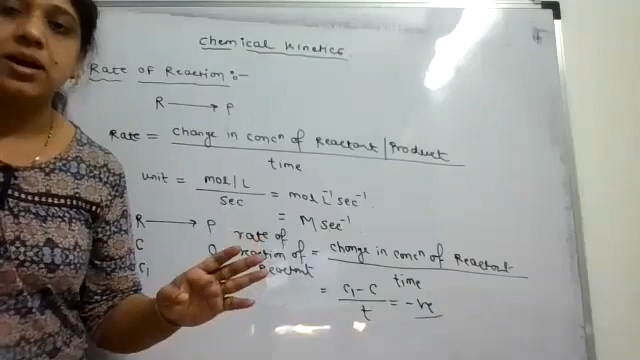 Chemical Kinetics.
Rate of Reaction:-
R ⟶ P
Rate = change in concⁿ of Reactant | Product / time
unit = mol/L / sec = mol L⁻¹ sec⁻¹
= M sec⁻¹
R ⟶ P
C
C₁
rate of reaction of Reactant = change in concⁿ of Reactant / time
= C₁ - C / t = -ve